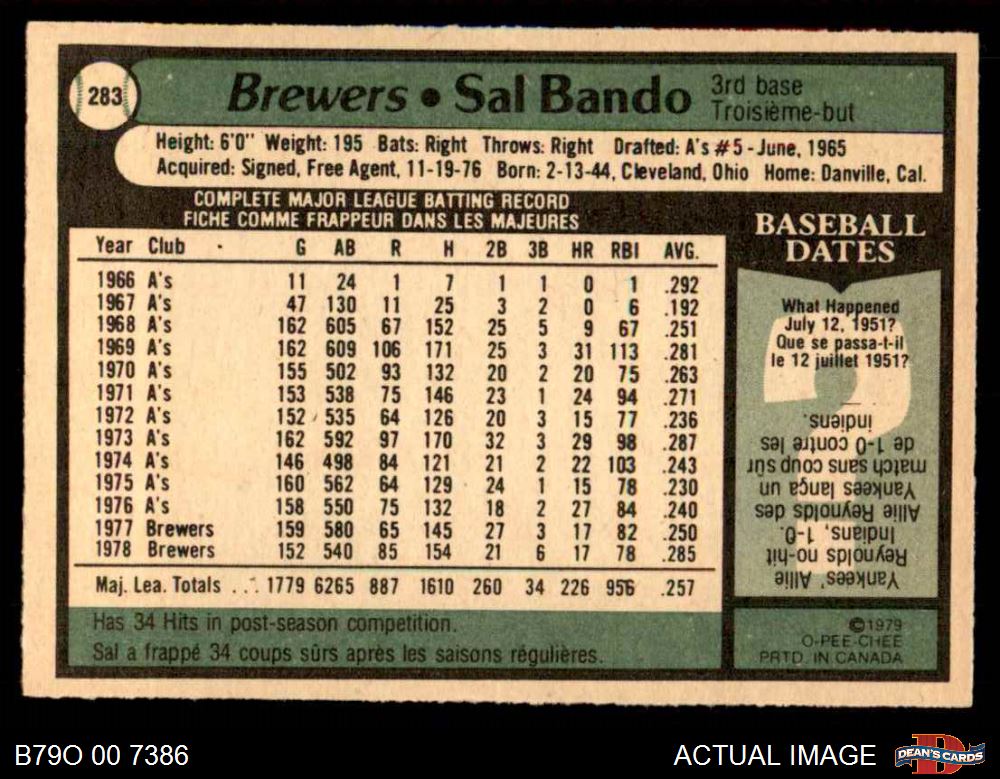 283
Brewers • Sal Bando
3rd base
Troisième-but
Height: 6'0" Weight: 195 Bats: Right Throws: Right Drafted: A's #5 - June, 1965
Acquired: Signed, Free Agent, 11-19-76 Born: 2-13-44, Cleveland, Ohio Home: Danville, Cal.
COMPLETE MAJOR LEAGUE BATTING RECORD
FICHE COMME FRAPPEUR DANS LES MAJEURES
Year Club G AB R H 2B 3B HR RBI AVG.
1966 A's 11 24 1 7 1 1 0 1 .292
1967 A's 47 130 11 25 3 2 0 6 .192
1968 A's 162 605 67 152 25 5 9 67 .251
1969 A's 162 609 106 171 25 3 31 113 .281
1970 A's 155 502 93 132 20 2 20 75 .263
1971 A's 153 538 75 146 23 1 24 94 .271
1972 A's 152 535 64 126 20 3 15 77 .236
1973 A's 162 592 97 170 32 3 29 98 .287
1974 A's 146 498 84 121 21 2 22 103 .243
1975 A's 160 562 64 129 24 1 15 78 .230
1976 A's 158 550 75 132 18 2 27 84 .240
1977 Brewers 159 580 65 145 27 3 17 82 .250
1978 Brewers 152 540 85 154 21 6 17 78 .285
Maj. Lea. Totals ... 1779 6265 887 1610 260 34 226 956 .257
Has 34 Hits in post-season competition.
Sal a frappé 34 coups sûrs après les saisons régulières.
BASEBALL
DATES
What Happened
July 12, 1951?
Que se passa-t-il
le 12 juillet 1951?
Yankees' Allie
Reynolds no-hit
Indians, 1-0.
Allie Reynolds des
Yankees lança un
match sans coup sûr
de 1-0 contre les
Indiens.
©1979
O-PEE-CHEE
PRTD. IN CANADA
B79O 00 7386
ACTUAL IMAGE
DEAN'S CARDS